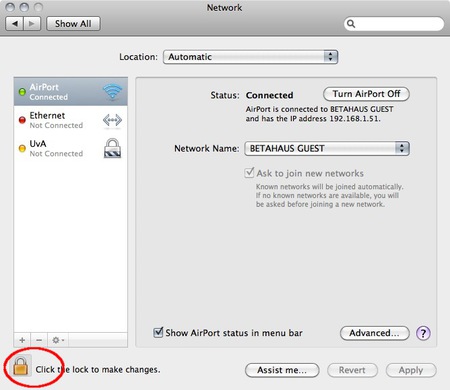 Network
Show All
Location: Automatic
AirPort
Connected
Ethernet
Not Connected
UvA
Not Connected
Status: Connected
Turn AirPort Off
AirPort is connected to BETAHAUS GUEST
and has the IP address 192.168.1.51.
Network Name: BETAHAUS GUEST
Ask to join new networks
Known networks will be joined automatically.
If no known networks are available, you will
be asked before joining a new network.
Show AirPort status in menu bar
Advanced...
?
Click the lock to make changes.
Assist me...
Revert
Apply